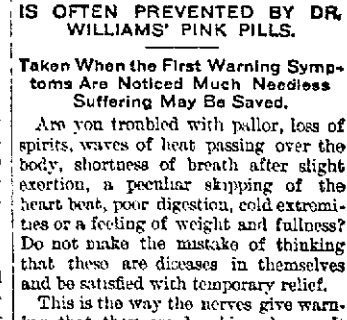 IS OFTEN PREVENTED BY DR.
WILLIAMS' PINK PILLS.
Taken When the First Warning Symp-
toms Are Noticed Much Needless
Suffering May Be Saved.
Are you troubled with pallor, loss of
spirits, waves of heat passing over the
body, shortness of breath after slight
exertion, a peculiar skipping of the
heart beat, poor digestion, cold extremi-
ties or a feeling of weight and fullness?
Do not make the mistake of thinking
that these are diseases in themselves
and be satisfied with temporary relief.
This is the way the nerves give warn-